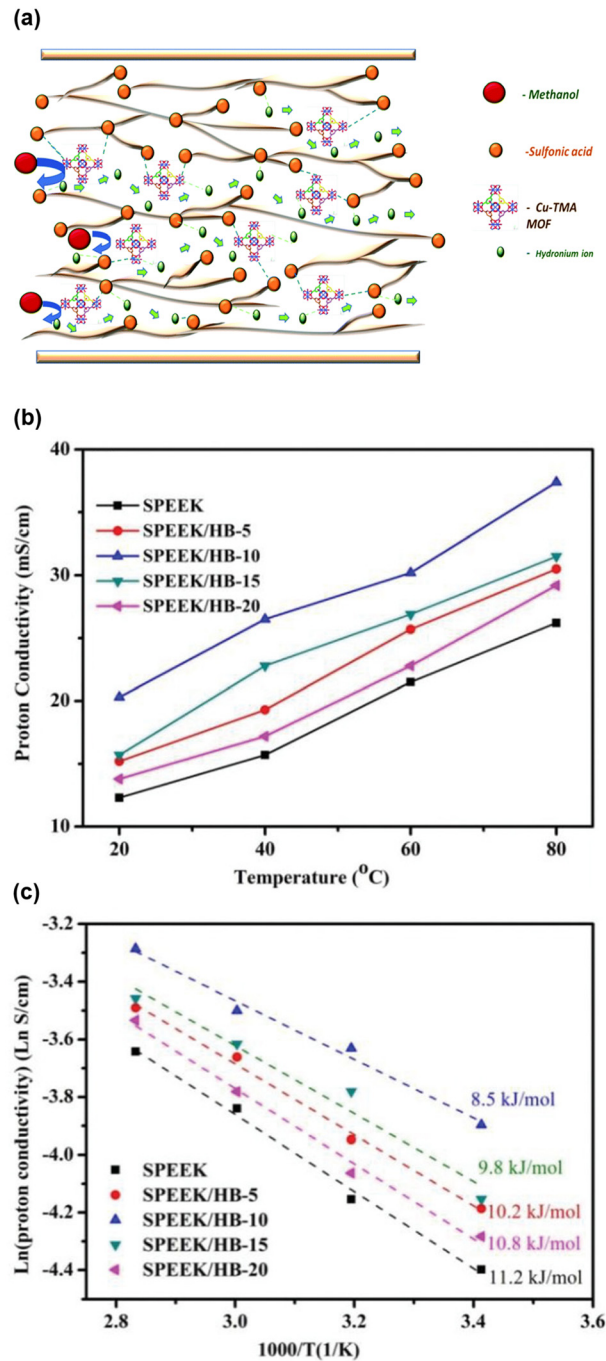 (a)
- Methanol
-Sulfonic acid
- Cu-TMA
MOF
- Hydronium ion
(b)
40
30
20
10
Proton Conductivity (mS/cm)
SPEEK
SPEEK/HB-5
SPEEK/HB-10
SPEEK/HB-15
SPEEK/HB-20
20 40 60 80
Temperature (°C)
(c)
-3.2
-3.4
-3.6
-3.8
-4.0
-4.2
-4.4
Ln(proton conductivity) (Ln S/cm)
8.5 kJ/mol
9.8 kJ/mol
10.2 kJ/mol
10.8 kJ/mol
11.2 kJ/mol
SPEEK
SPEEK/HB-5
SPEEK/HB-10
SPEEK/HB-15
SPEEK/HB-20
2.8 3.0 3.2 3.4 3.6
1000/T(1/K)